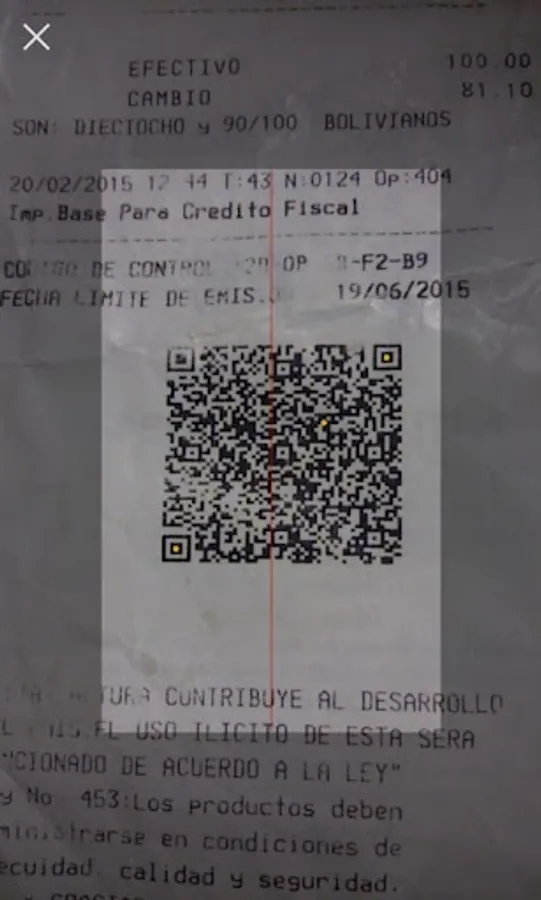 EFECTIVO 100.00
CAMBIO 81.10
SON: DIECIOCHO y 90/100 BOLIVIANOS
20/02/2015 12 44 T:43 N:0124 Op:404
Imp.Base Para Credito Fiscal
DE CONTROL -F2-B9
FECHA LIMITE DE EMIS. 19/06/2015
CONTRIBUYE AL DESARROLLO
EL USO ILICITO DE ESTA SERA
DE ACUERDO A LA LEY"
No 453:Los productos deben
en condiciones de
calidad y seguridad.